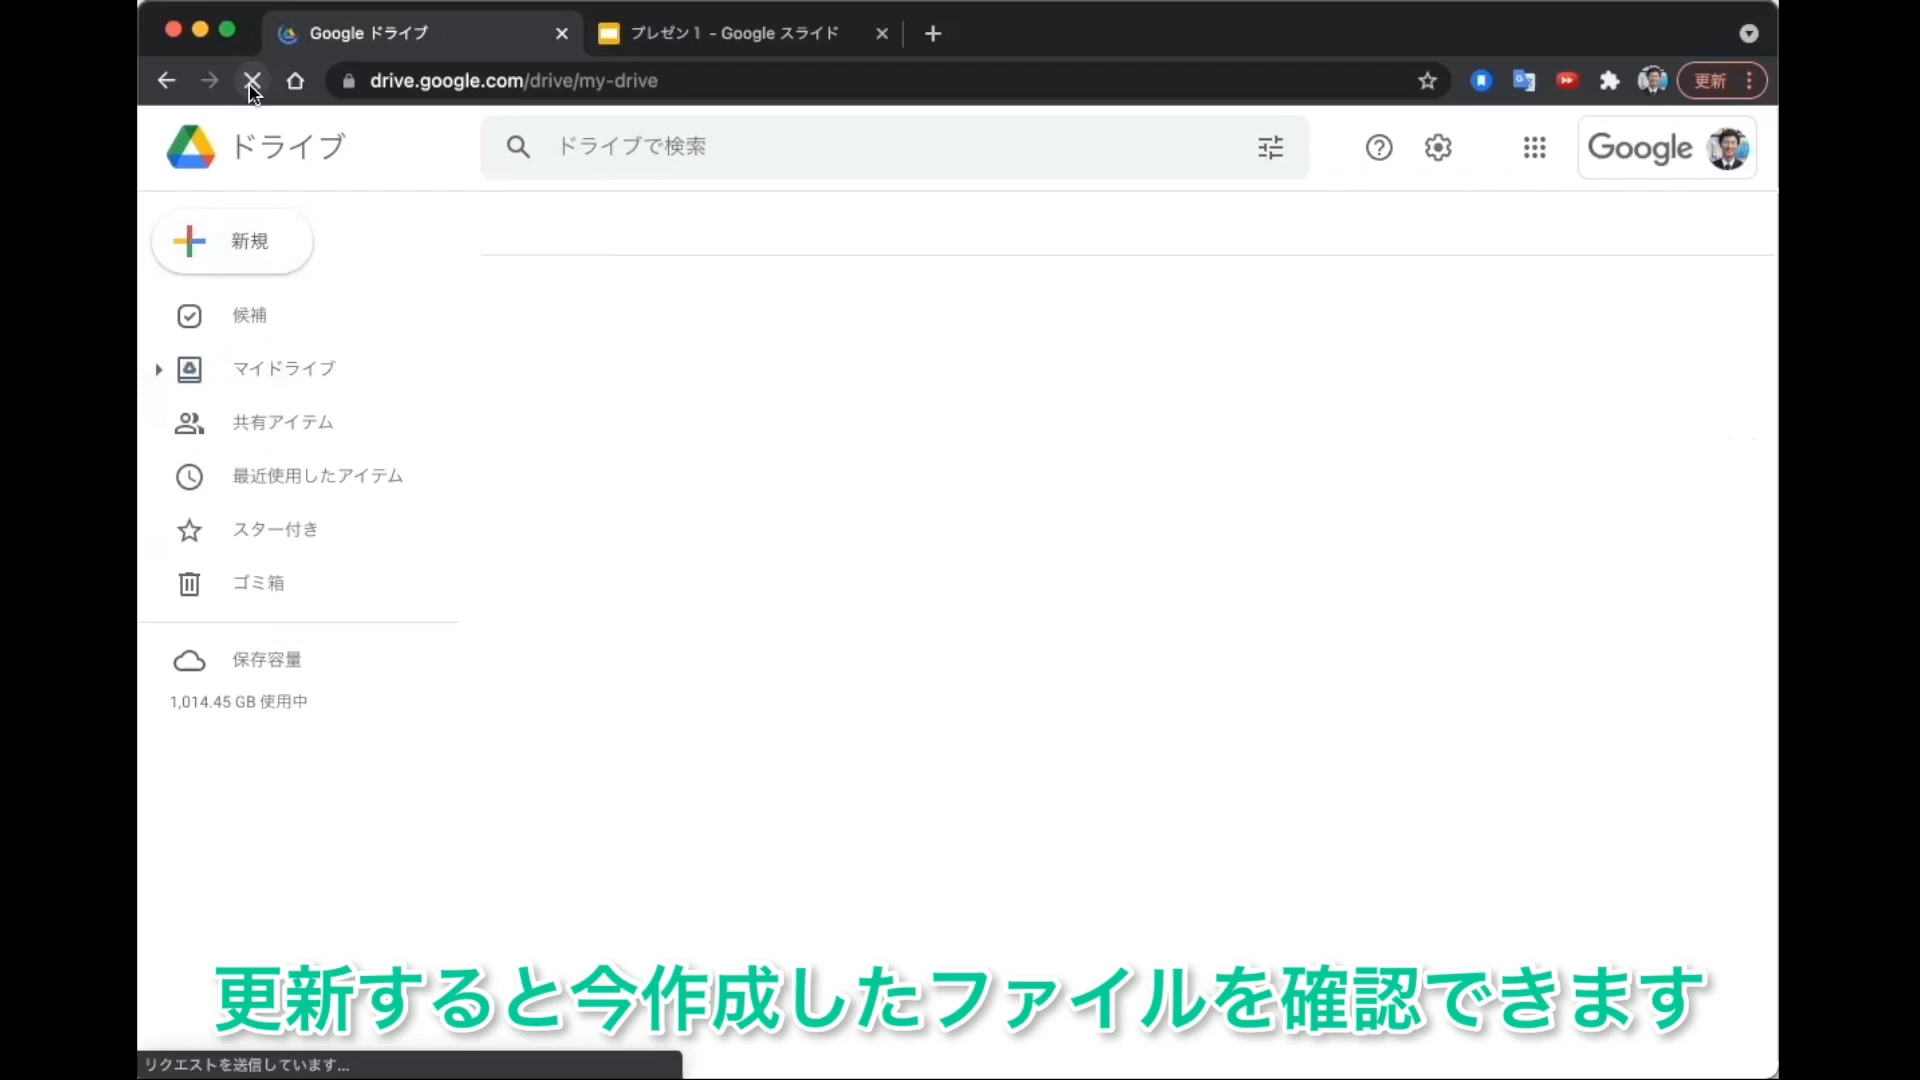 Google ドライブ
プレゼン１ - Google スライド
drive.google.com/drive/my-drive
更新
ドライブ
ドライブで検索
Google
新規
候補
マイドライブ
共有アイテム
最近使用したアイテム
スター付き
ゴミ箱
保存容量
1,014.45 GB 使用中
更新すると今作成したファイルを確認できます
リクエストを送信しています...